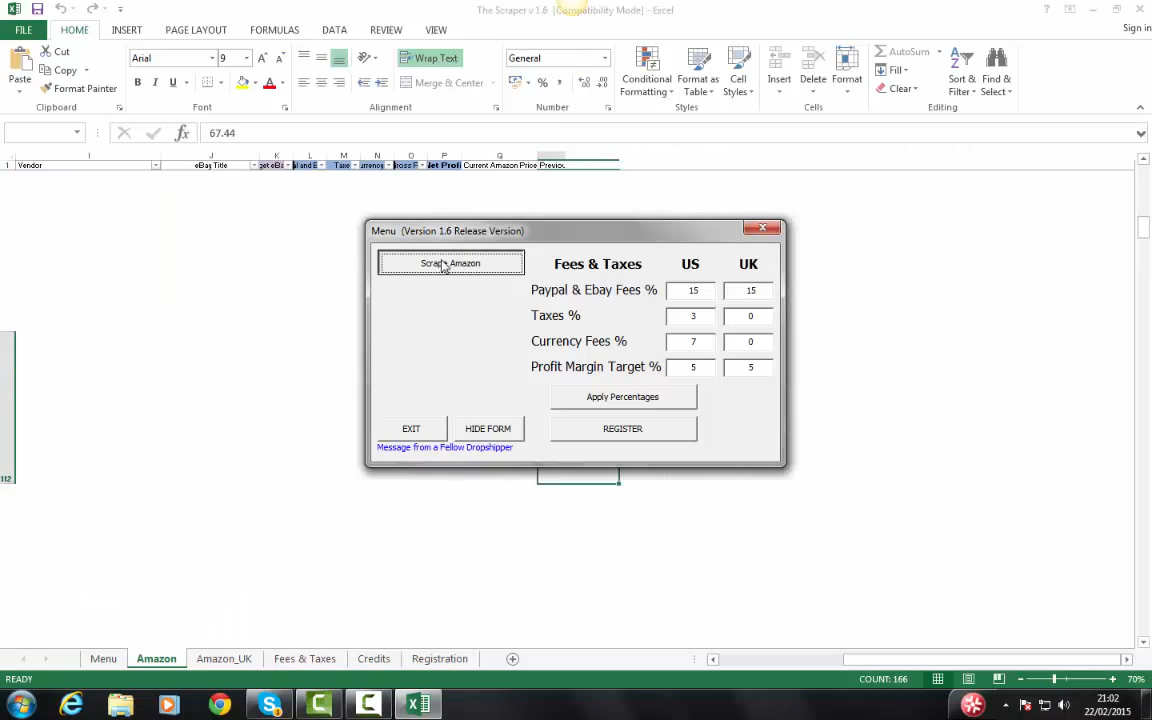 The Scraper v 1.6 [Compatibility Mode] - Excel
FILE HOME INSERT PAGE LAYOUT FORMULAS DATA REVIEW VIEW Sign in
Paste
Cut
Copy
Format Painter
Clipboard
Arial 9
B I U
Font
Wrap Text
Merge & Center
Alignment
General
Number
Conditional Formatting
Format as Table
Cell Styles
Styles
Insert Delete Format
Cells
AutoSum
Fill
Clear
Sort & Filter
Find & Select
Editing
67.44
I J K L M N O P Q
1 Vendor eBay Title Taxe Current Amazon Price
112
Menu (Version 1.6 Release Version)
Scrape Amazon
Fees & Taxes US UK
Paypal & Ebay Fees % 15 15
Taxes % 3 0
Currency Fees % 7 0
Profit Margin Target % 5 5
Apply Percentages
EXIT HIDE FORM REGISTER
Message from a Fellow Dropshipper
Menu Amazon Amazon_UK Fees & Taxes Credits Registration
READY COUNT: 166 70%
21:02
22/02/2015